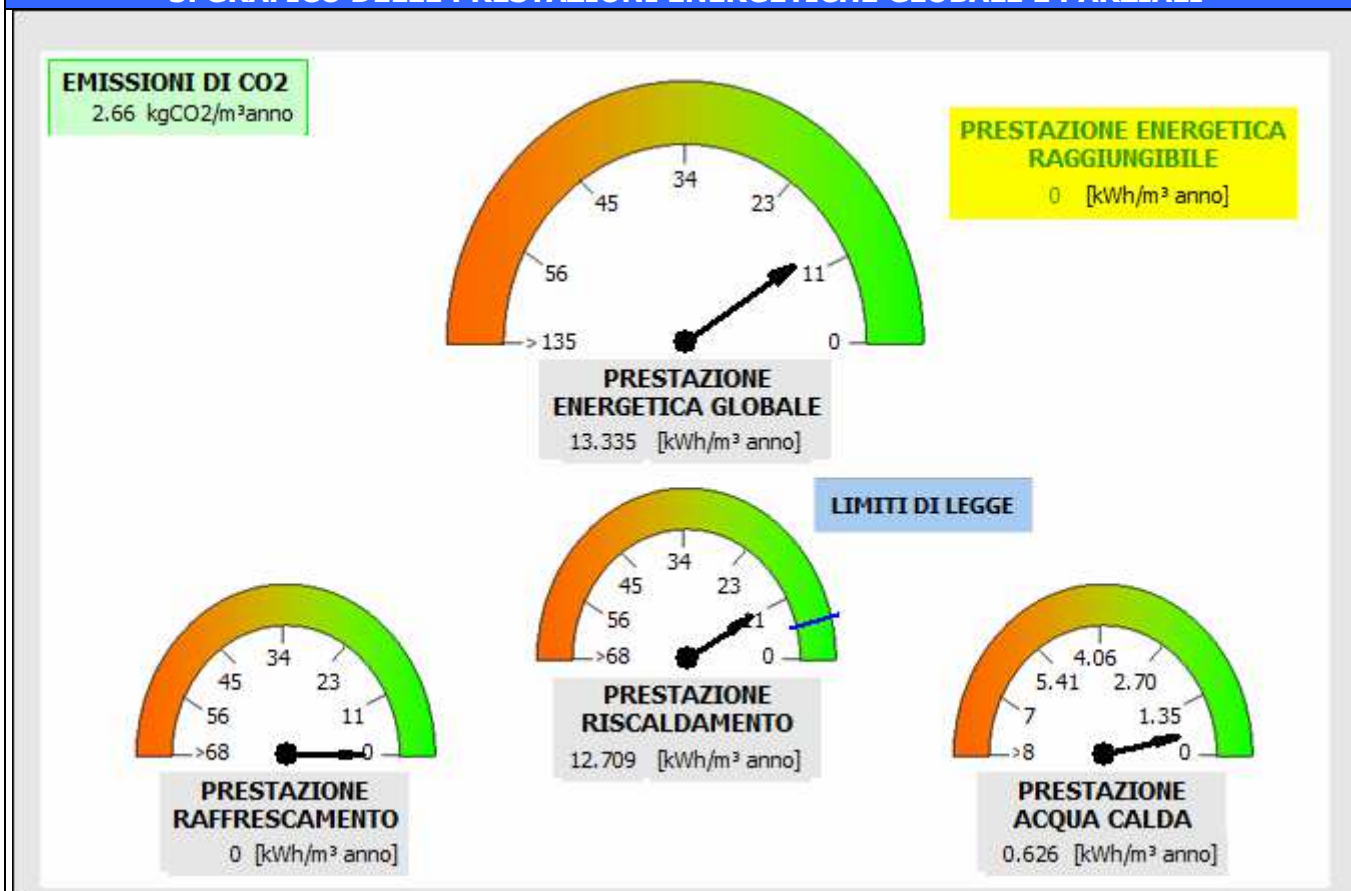 EMISSIONI DI CO2
2.66 kgCO2/m³anno
PRESTAZIONE ENERGETICA
RAGGIUNGIBILE
0 [kWh/m³ anno]
34
45
23
56
11
>135
0
PRESTAZIONE
ENERGETICA GLOBALE
13.335 [kWh/m³ anno]
LIMITI DI LEGGE
34
45
23
56
>68
0
PRESTAZIONE
RISCALDAMENTO
12.709 [kWh/m³ anno]
34
45
23
56
11
>68
0
PRESTAZIONE
RAFFRESCAMENTO
0 [kWh/m³ anno]
4.06
5.41
2.70
7
1.35
>8
0
PRESTAZIONE
ACQUA CALDA
0.626 [kWh/m³ anno]